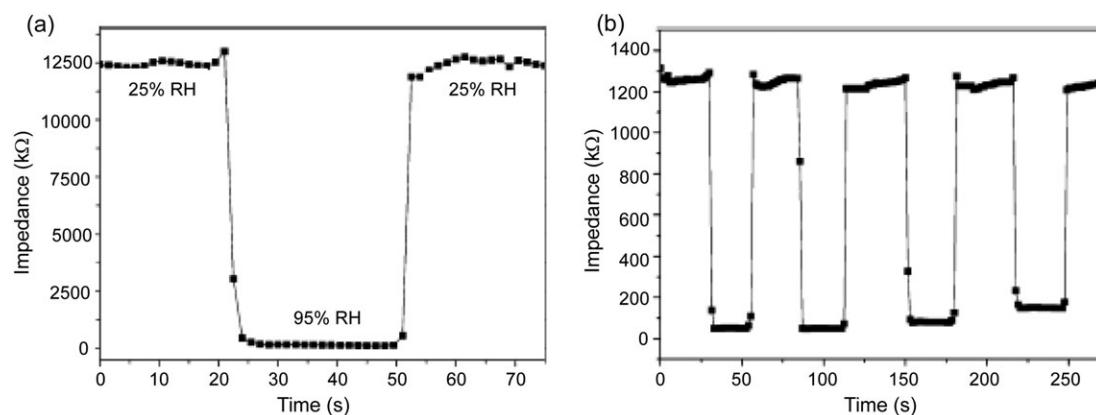 (a)
Impedance (kΩ)
12500
10000
7500
5000
2500
0
25% RH
25% RH
95% RH
0 10 20 30 40 50 60 70
Time (s)
(b)
Impedance (kΩ)
1400
1200
1000
800
600
400
200
0
0 50 100 150 200 250
Time (s)